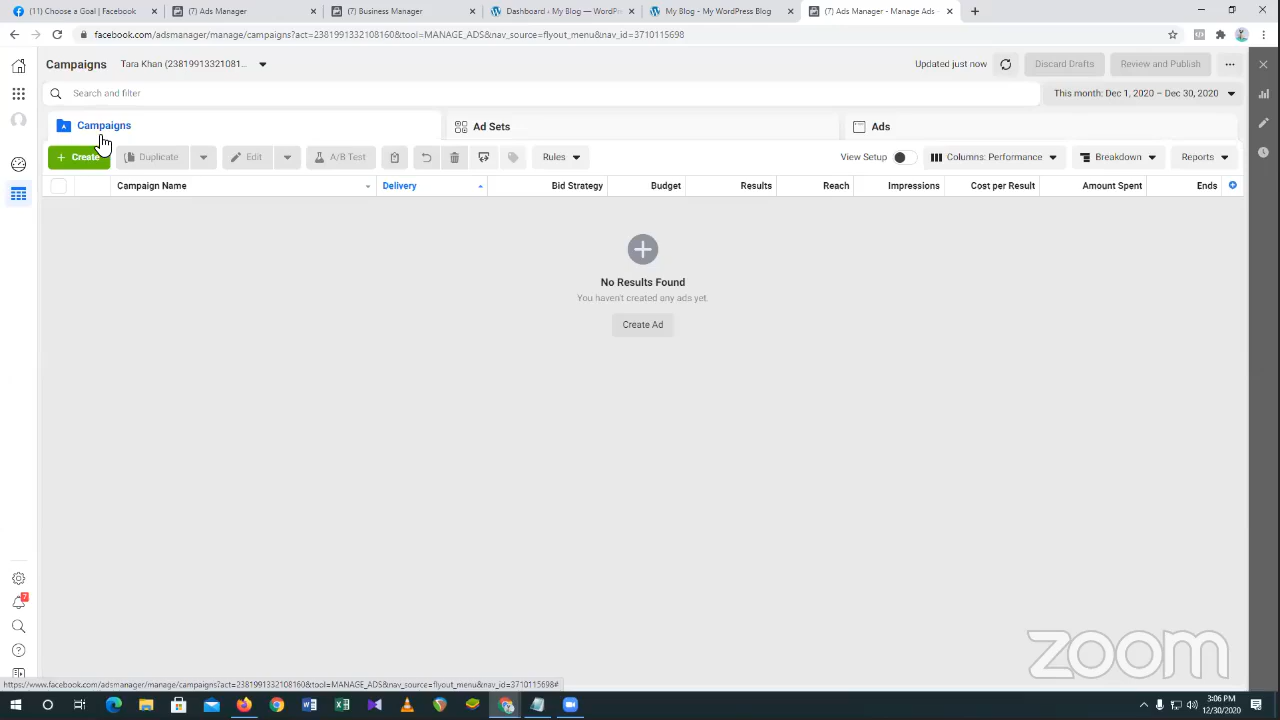 (11) Choose a Goal | Facebook
(7) Ads Manager
(7) Business Manager
Dashboard ‹ My Blog — WordPr
My Blog - My WordPress Blog
(7) Ads Manager - Manage Ads -
facebook.com/adsmanager/manage/campaigns?act=2381991332108160&tool=MANAGE_ADS&nav_source=flyout_menu&nav_id=3710115698
Campaigns
Tara Khan (2381991332108​1...
Updated just now
Discard Drafts
Review and Publish
Search and filter
This month: Dec 1, 2020 – Dec 30, 2020
Campaigns
Ad Sets
Ads
+ Create
Duplicate
Edit
A/B Test
Rules
View Setup
Columns: Performance
Breakdown
Reports
Campaign Name
Delivery
Bid Strategy
Budget
Results
Reach
Impressions
Cost per Result
Amount Spent
Ends
No Results Found
You haven't created any ads yet.
Create Ad
7
zoom
https://www.facebook.com/adsmanager/manage/campaigns?act=23819913321081​60&tool=MANAGE_ADS&nav_source=flyout_menu&nav_id=3710115698#
3:06 PM
12/30/2020